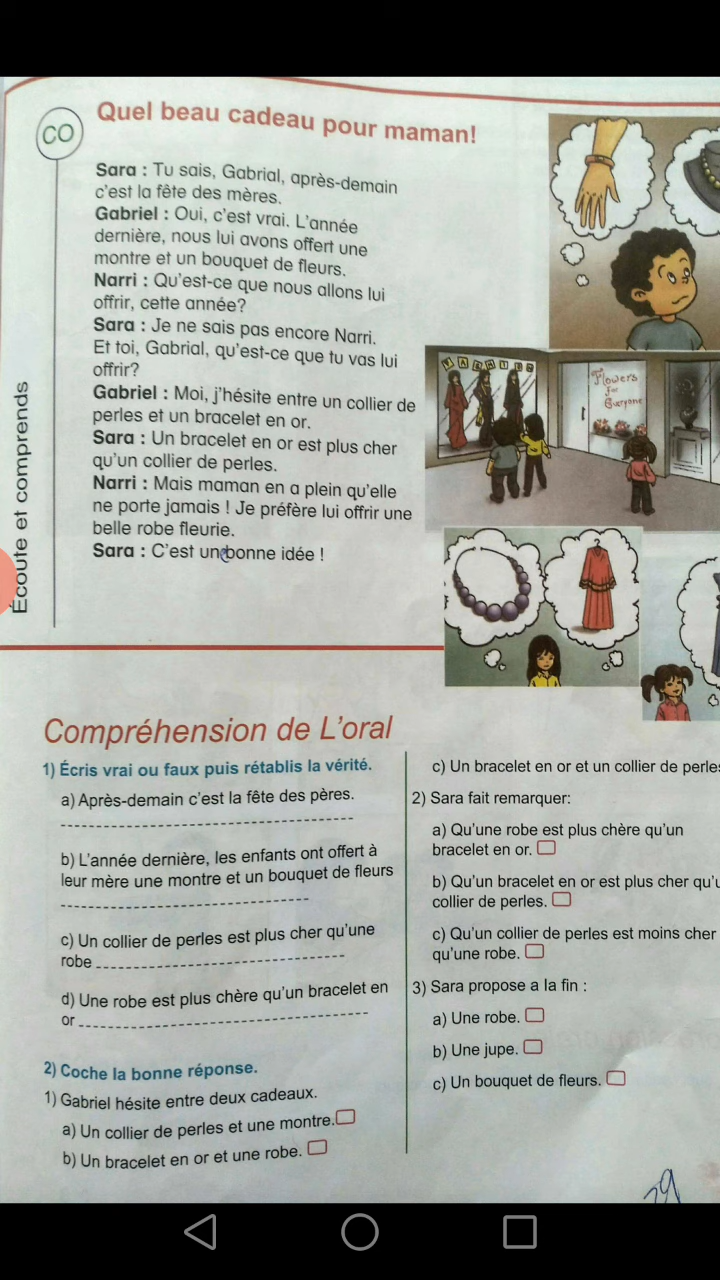 Quel beau cadeau pour maman!
CO
Sara : Tu sais, Gabrial, après-demain
c'est la fête des mères.
Gabriel : Oui, c'est vrai. L'année
dernière, nous lui avons offert une
montre et un bouquet de fleurs.
Narri : Qu'est-ce que nous allons lui
offrir, cette année?
Sara : Je ne sais pas encore Narri.
Et toi, Gabrial, qu'est-ce que tu vas lui
offrir?
Gabriel : Moi, j'hésite entre un collier de
perles et un bracelet en or.
Sara : Un bracelet en or est plus cher
qu'un collier de perles.
Narri : Mais maman en a plein qu'elle
ne porte jamais ! Je préfère lui offrir une
belle robe fleurie.
Sara : C'est une bonne idée !
Écoute et comprends
FASHION
Flowers
for
Everyone
Compréhension de L'oral
1) Écris vrai ou faux puis rétablis la vérité.
a) Après-demain c'est la fête des pères.
b) L'année dernière, les enfants ont offert à
leur mère une montre et un bouquet de fleurs
c) Un collier de perles est plus cher qu'une
robe
d) Une robe est plus chère qu'un bracelet en
or
2) Coche la bonne réponse.
1) Gabriel hésite entre deux cadeaux.
a) Un collier de perles et une montre.
b) Un bracelet en or et une robe.
c) Un bracelet en or et un collier de perles
2) Sara fait remarquer:
a) Qu'une robe est plus chère qu'un
bracelet en or.
b) Qu'un bracelet en or est plus cher qu'u
collier de perles.
c) Qu'un collier de perles est moins cher
qu'une robe.
3) Sara propose a la fin :
a) Une robe.
b) Une jupe.
c) Un bouquet de fleurs.